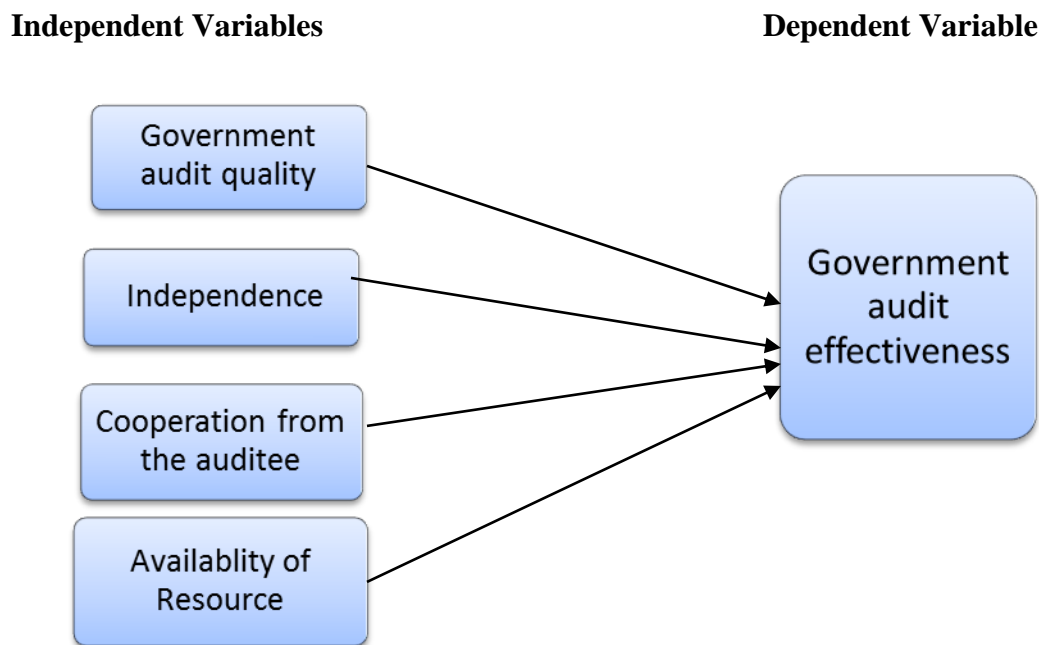 Independent Variables
Dependent Variable
Government
audit quality
Independence
Cooperation from
the auditee
Availablity of
Resource
Government
audit
effectiveness